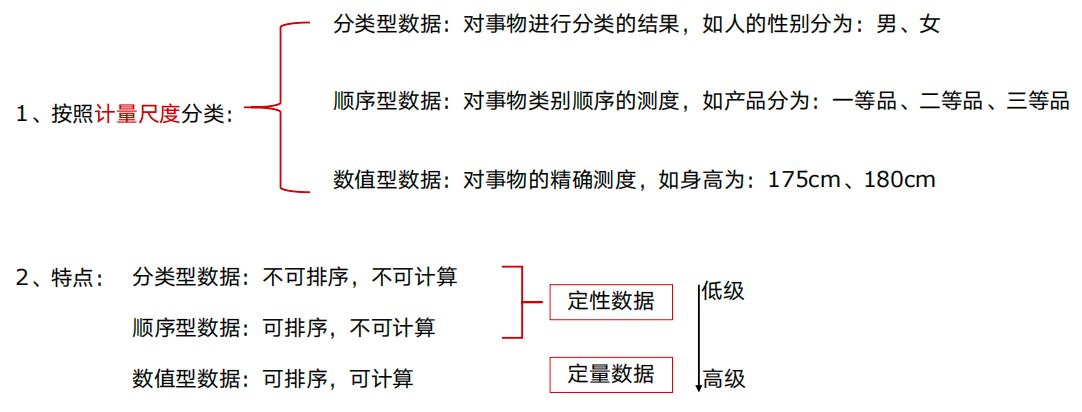 分类型数据：对事物进行分类的结果，如人的性别分为：男、女
1、按照计量尺度分类：
顺序型数据：对事物类别顺序的测度，如产品分为：一等品、二等品、三等品
数值型数据：对事物的精确测度，如身高为：175cm、180cm
2、特点：
分类型数据：不可排序，不可计算
顺序型数据：可排序，不可计算
数值型数据：可排序，可计算
定性数据
定量数据
低级
高级